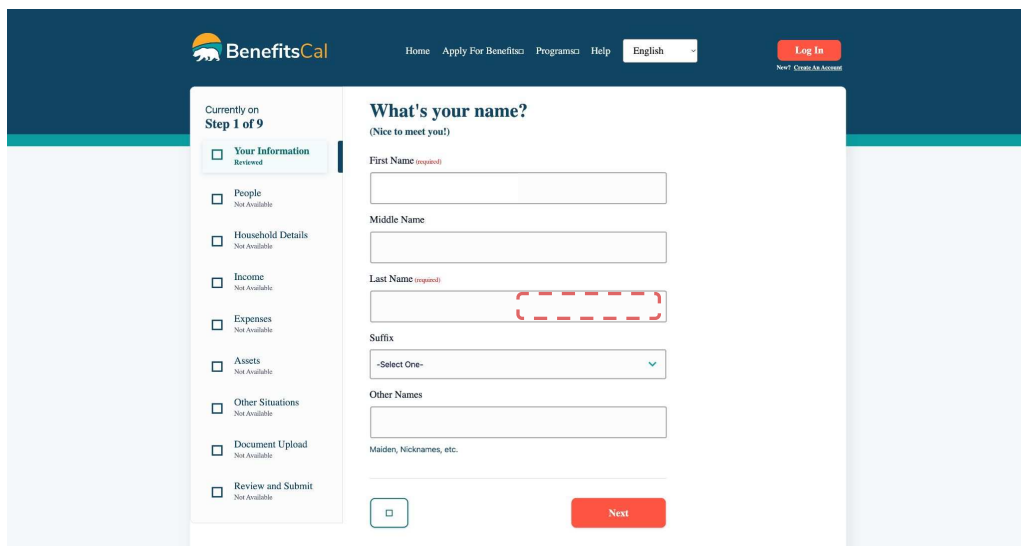 BenefitsCal
Home Apply For Benefits Programs Help English
Log In
New? Create An Account
Currently on
Step 1 of 9
Your Information
Reviewed
People
Not Available
Household Details
Not Available
Income
Not Available
Expenses
Not Available
Assets
Not Available
Other Situations
Not Available
Document Upload
Not Available
Review and Submit
Not Available
What's your name?
(Nice to meet you!)
First Name (required)
Middle Name
Last Name (required)
Suffix
-Select One-
Other Names
Maiden, Nicknames, etc.
Next